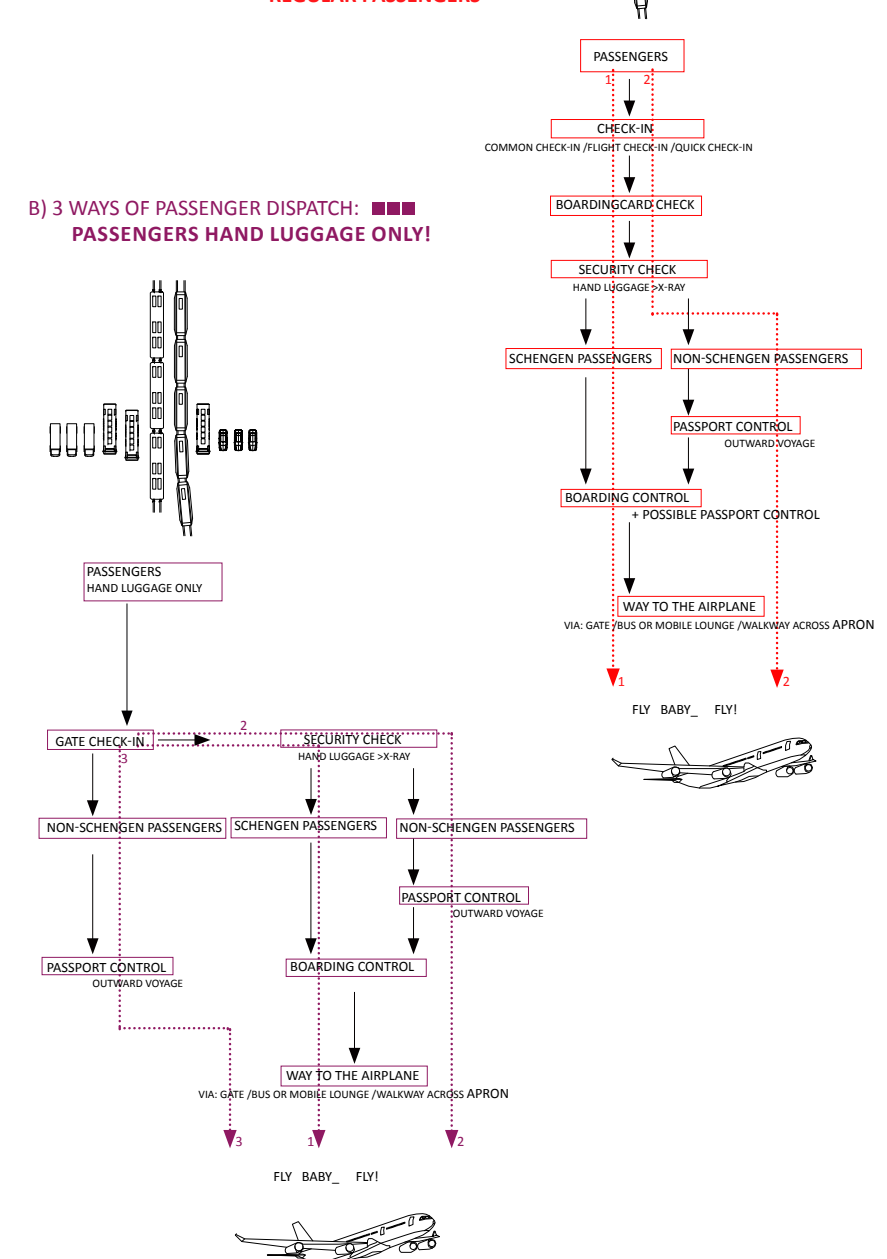 REGULAR PASSENGERS
PASSENGERS
1
2
CHECK-IN
COMMON CHECK-IN /FLIGHT CHECK-IN /QUICK CHECK-IN
BOARDINGCARD CHECK
SECURITY CHECK
HAND LUGGAGE >X-RAY
SCHENGEN PASSENGERS
NON-SCHENGEN PASSENGERS
PASSPORT CONTROL
OUTWARD VOYAGE
BOARDING CONTROL
+ POSSIBLE PASSPORT CONTROL
WAY TO THE AIRPLANE
VIA: GATE /BUS OR MOBILE LOUNGE /WALKWAY ACROSS APRON
1
2
FLY BABY_ FLY!
B) 3 WAYS OF PASSENGER DISPATCH:
PASSENGERS HAND LUGGAGE ONLY!
PASSENGERS
HAND LUGGAGE ONLY
GATE CHECK-IN
2
3
SECURITY CHECK
HAND LUGGAGE >X-RAY
NON-SCHENGEN PASSENGERS
SCHENGEN PASSENGERS
NON-SCHENGEN PASSENGERS
PASSPORT CONTROL
OUTWARD VOYAGE
PASSPORT CONTROL
OUTWARD VOYAGE
BOARDING CONTROL
WAY TO THE AIRPLANE
VIA: GATE /BUS OR MOBILE LOUNGE /WALKWAY ACROSS APRON
3
1
2
FLY BABY_ FLY!